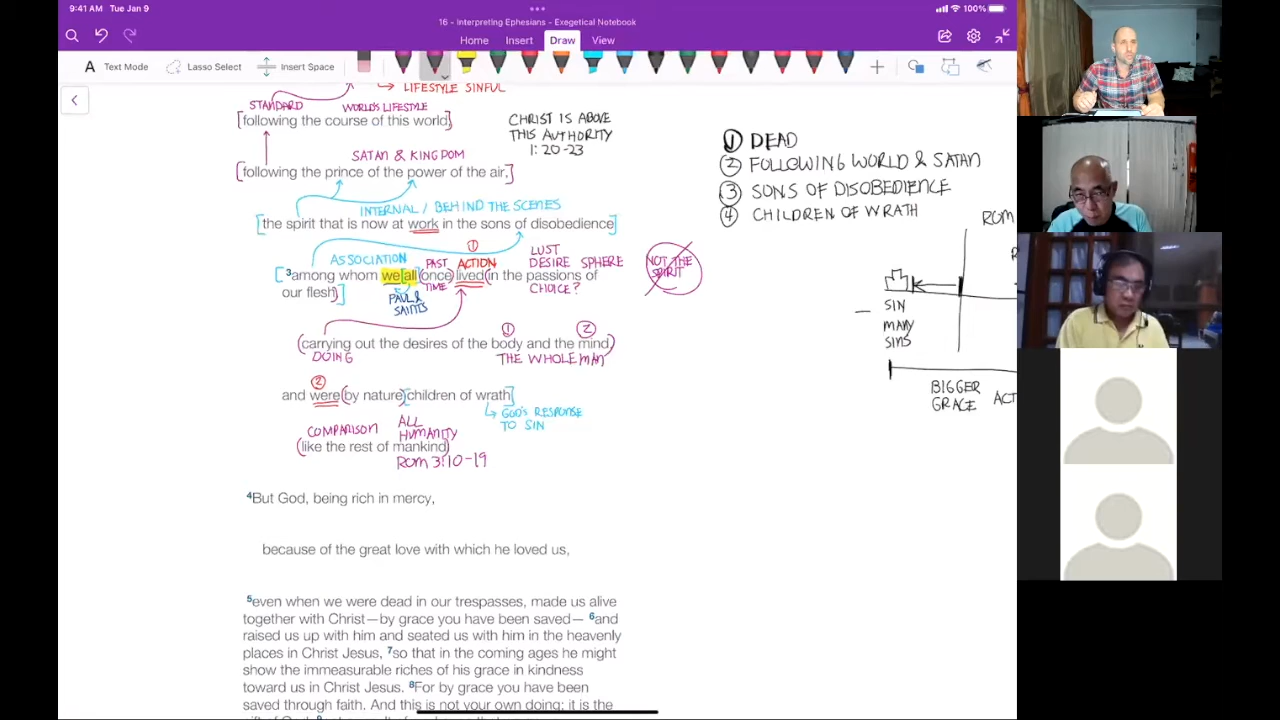 9:41 AM Tue Jan 9
100%
16 - Interpreting Ephesians - Exegetical Notebook
Home Insert Draw View
A Text Mode Lasso Select Insert Space
LIFESTYLE SINFUL
STANDARD WORLD'S LIFESTYLE
[following the course of this world]
CHRIST IS ABOVE
THIS AUTHORITY
1:20-23
SATAN & KINGDOM
[following the prince of the power of the air,]
INTERNAL / BEHIND THE SCENES
[the spirit that is now at work in the sons of disobedience]
①
ASSOCIATION PAST ACTION
LUST
DESIRE SPHERE
[3among whom we [all] (once) lived (in the passions of
our flesh)]
TIME
CHOICE?
PAUL &
SAINTS
NOT THE
SPIRIT
① ②
(carrying out the desires of the body and the mind)
DOING THE WHOLE MAN
②
and were (by nature) [children of wrath]
GOD'S RESPONSE
TO SIN
COMPARISON ALL
HUMANITY
(like the rest of mankind)
ROM 3:10-19
4But God, being rich in mercy,
because of the great love with which he loved us,
5even when we were dead in our trespasses, made us alive
together with Christ—by grace you have been saved— 6and
raised us up with him and seated us with him in the heavenly
places in Christ Jesus, 7so that in the coming ages he might
show the immeasurable riches of his grace in kindness
toward us in Christ Jesus. 8For by grace you have been
saved through faith. And this is not your own doing; it is the
① DEAD
② FOLLOWING WORLD & SATAN
③ SONS OF DISOBEDIENCE
④ CHILDREN OF WRATH
ROM
SIN
MANY
SINS
BIGGER
GRACE
ACT